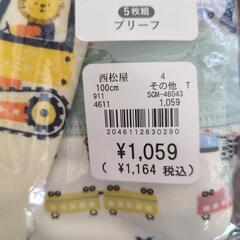 5枚組
ブリーフ
西松屋 4
100cm その他 T
911 SGM-46043
4611 1,059
2046112630290
¥1,059
( ¥1,164 税込)